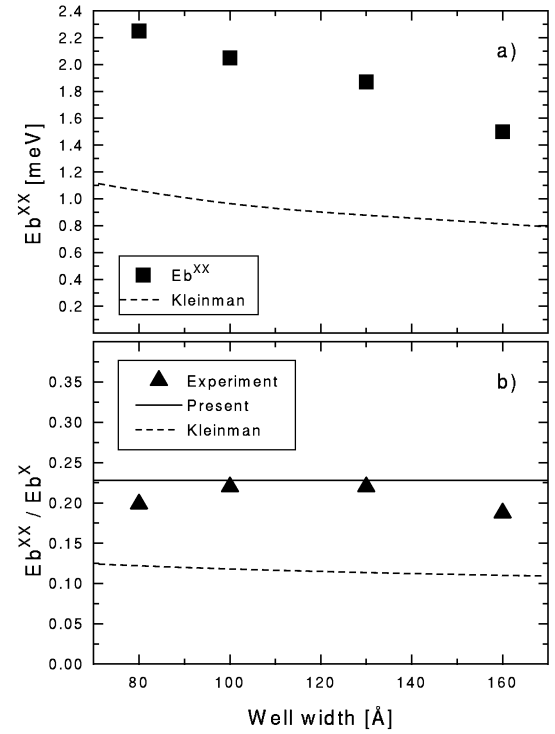 2.4
2.2
2.0
1.8
1.6
1.4
1.2
1.0
0.8
0.6
0.4
0.2
Eb^XX [meV]
a)
Eb^XX
Kleinman
0.35
0.30
0.25
0.20
0.15
0.10
0.05
0.00
Eb^XX / Eb^X
b)
Experiment
Present
Kleinman
80 100 120 140 160
Well width [Å]